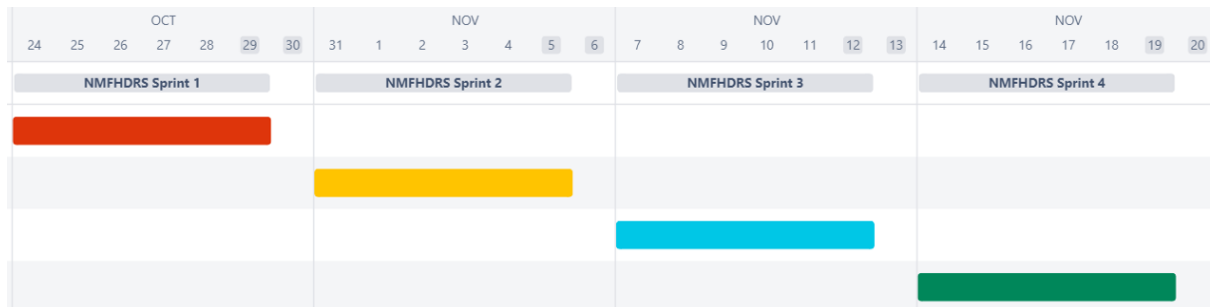 OCT NOV NOV NOV
24 25 26 27 28 29 30 31 1 2 3 4 5 6 7 8 9 10 11 12 13 14 15 16 17 18 19 20
NMFHDRS Sprint 1 NMFHDRS Sprint 2 NMFHDRS Sprint 3 NMFHDRS Sprint 4